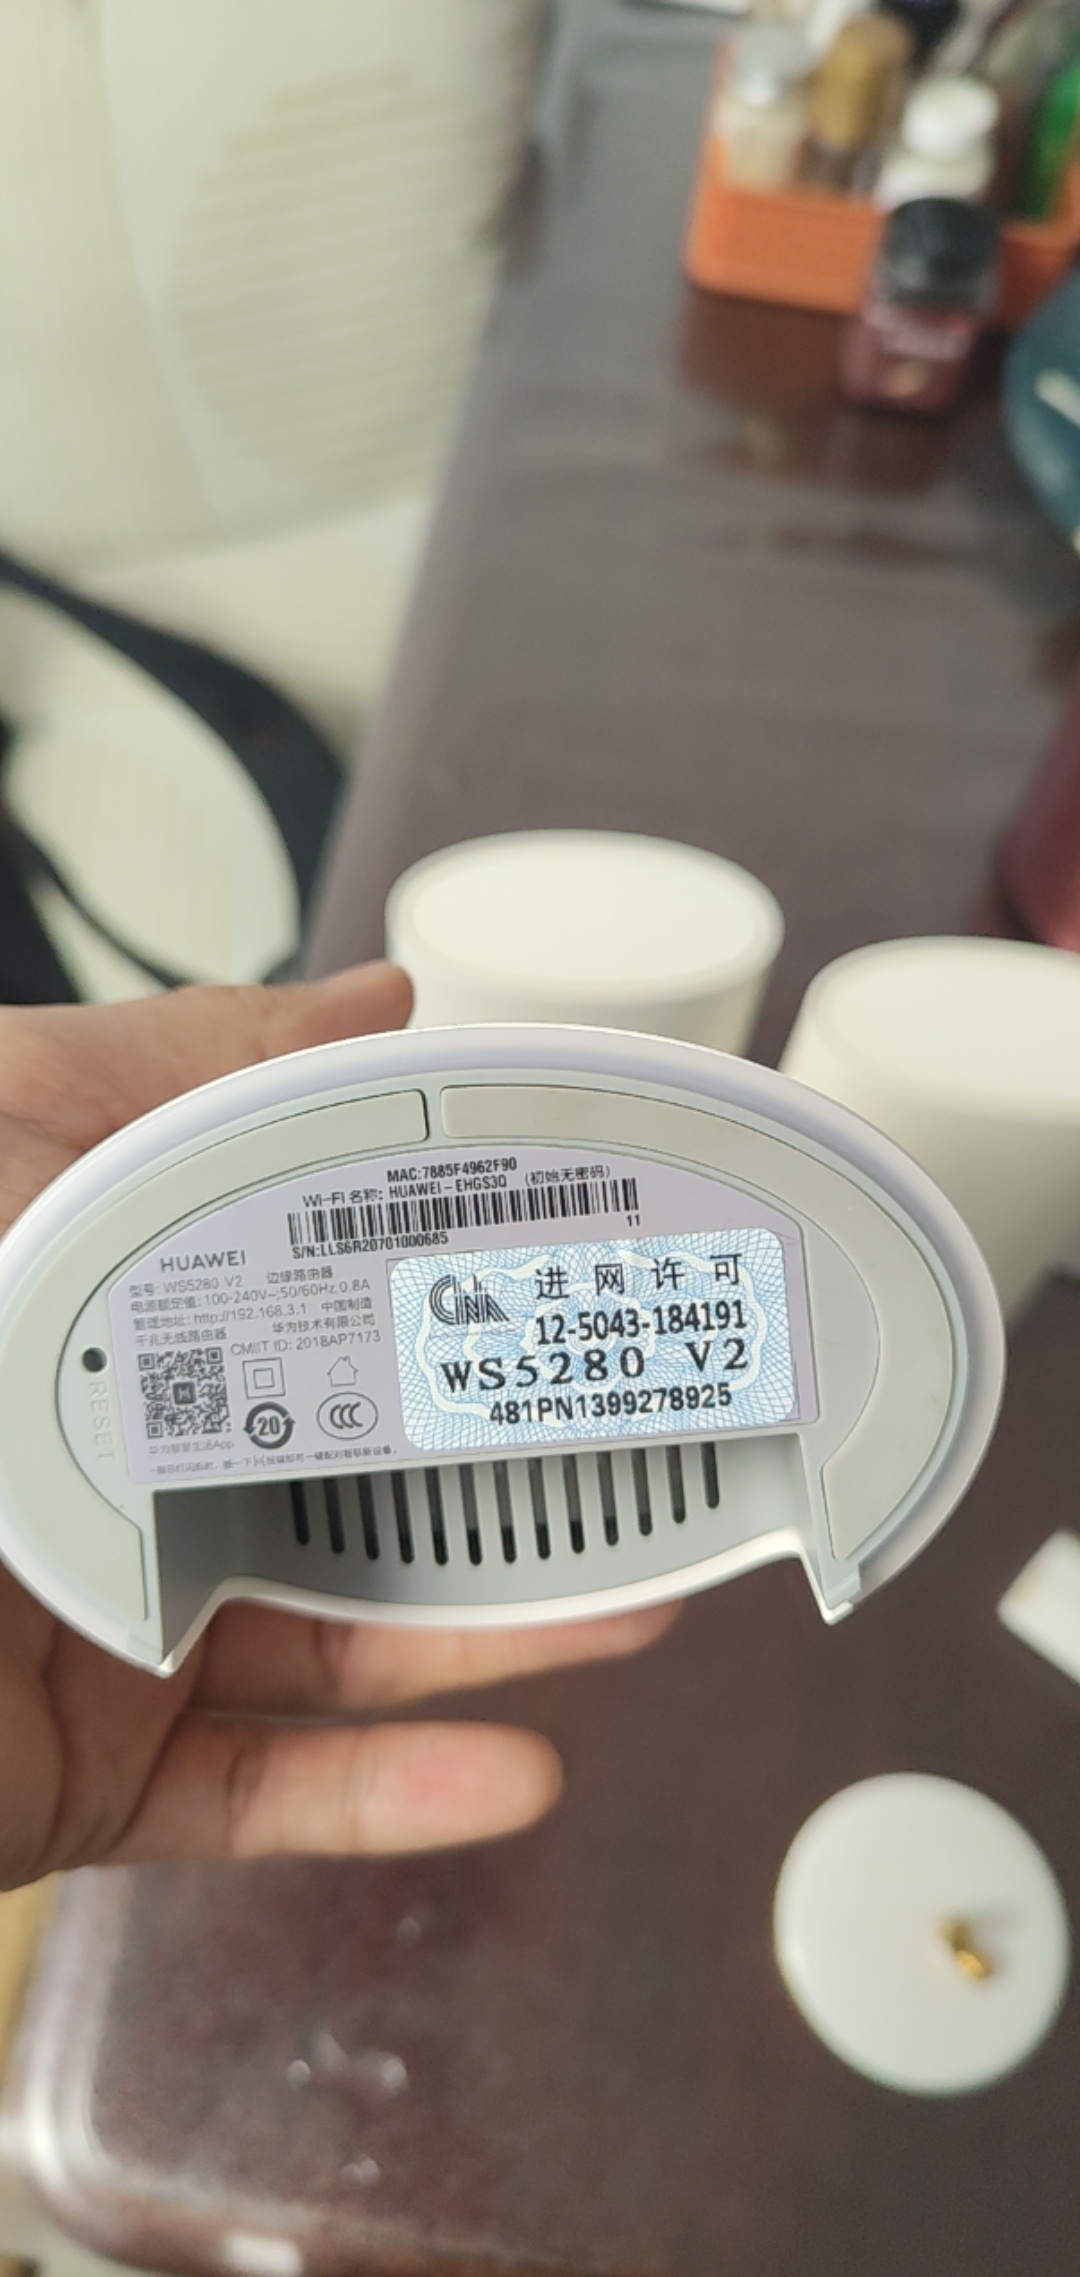 MAC:7885F4962F90
Wi-Fi 名称: HUAWEI-EHGS3Q (初始无密码)
11
S/N:LLS6R20701000685
HUAWEI
型号: WS5280 V2 边缘路由器
电源额定值: 100-240V~,50/60Hz,0.8A
管理地址: http://192.168.3.1 中国制造
千兆无线路由器 华为技术有限公司
CMIIT ID: 2018AP7173
进网许可
12-5043-184191
WS5280 V2
481PN1399278925
20
CCC
RESET
华为智慧生活App